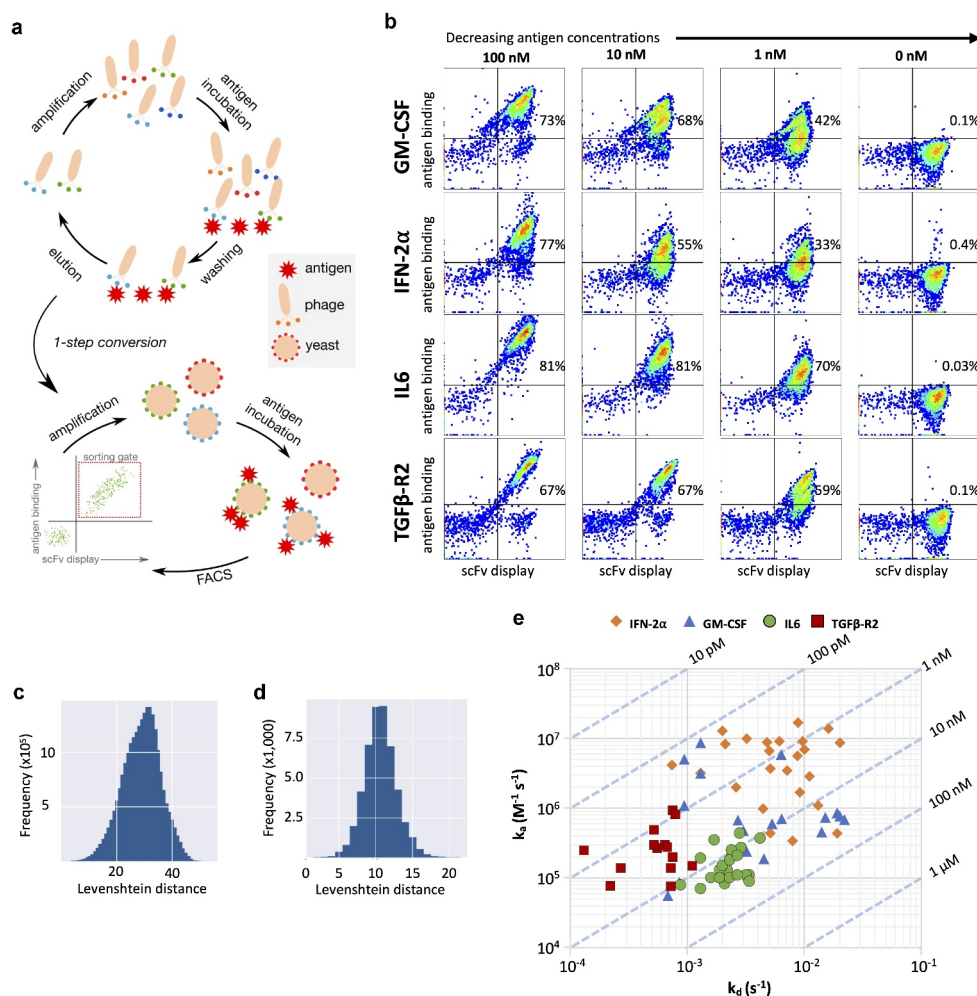 a
amplification
antigen
incubation
elution
washing
antigen
phage
yeast
1-step conversion
amplification
antigen
incubation
sorting gate
antigen binding
scFv display
FACS
b
Decreasing antigen concentrations
100 nM 10 nM 1 nM 0 nM
GM-CSF
antigen binding
73% 68% 42% 0.1%
IFN-2α
antigen binding
77% 55% 33% 0.4%
IL6
antigen binding
81% 81% 70% 0.03%
TGFβ-R2
antigen binding
67% 67% 59% 0.1%
scFv display scFv display scFv display scFv display
c
Frequency (x10⁵)
10
5
20 40
Levenshtein distance
d
Frequency (x1,000)
7.5
5.0
2.5
0 5 10 15 20
Levenshtein distance
e
IFN-2α GM-CSF IL6 TGFβ-R2
10 pM 100 pM 1 nM
10 nM
100 nM
1 µM
kₐ (M⁻¹ s⁻¹)
10⁸
10⁷
10⁶
10⁵
10⁴
10⁻⁴ 10⁻³ 10⁻² 10⁻¹
k_d (s⁻¹)